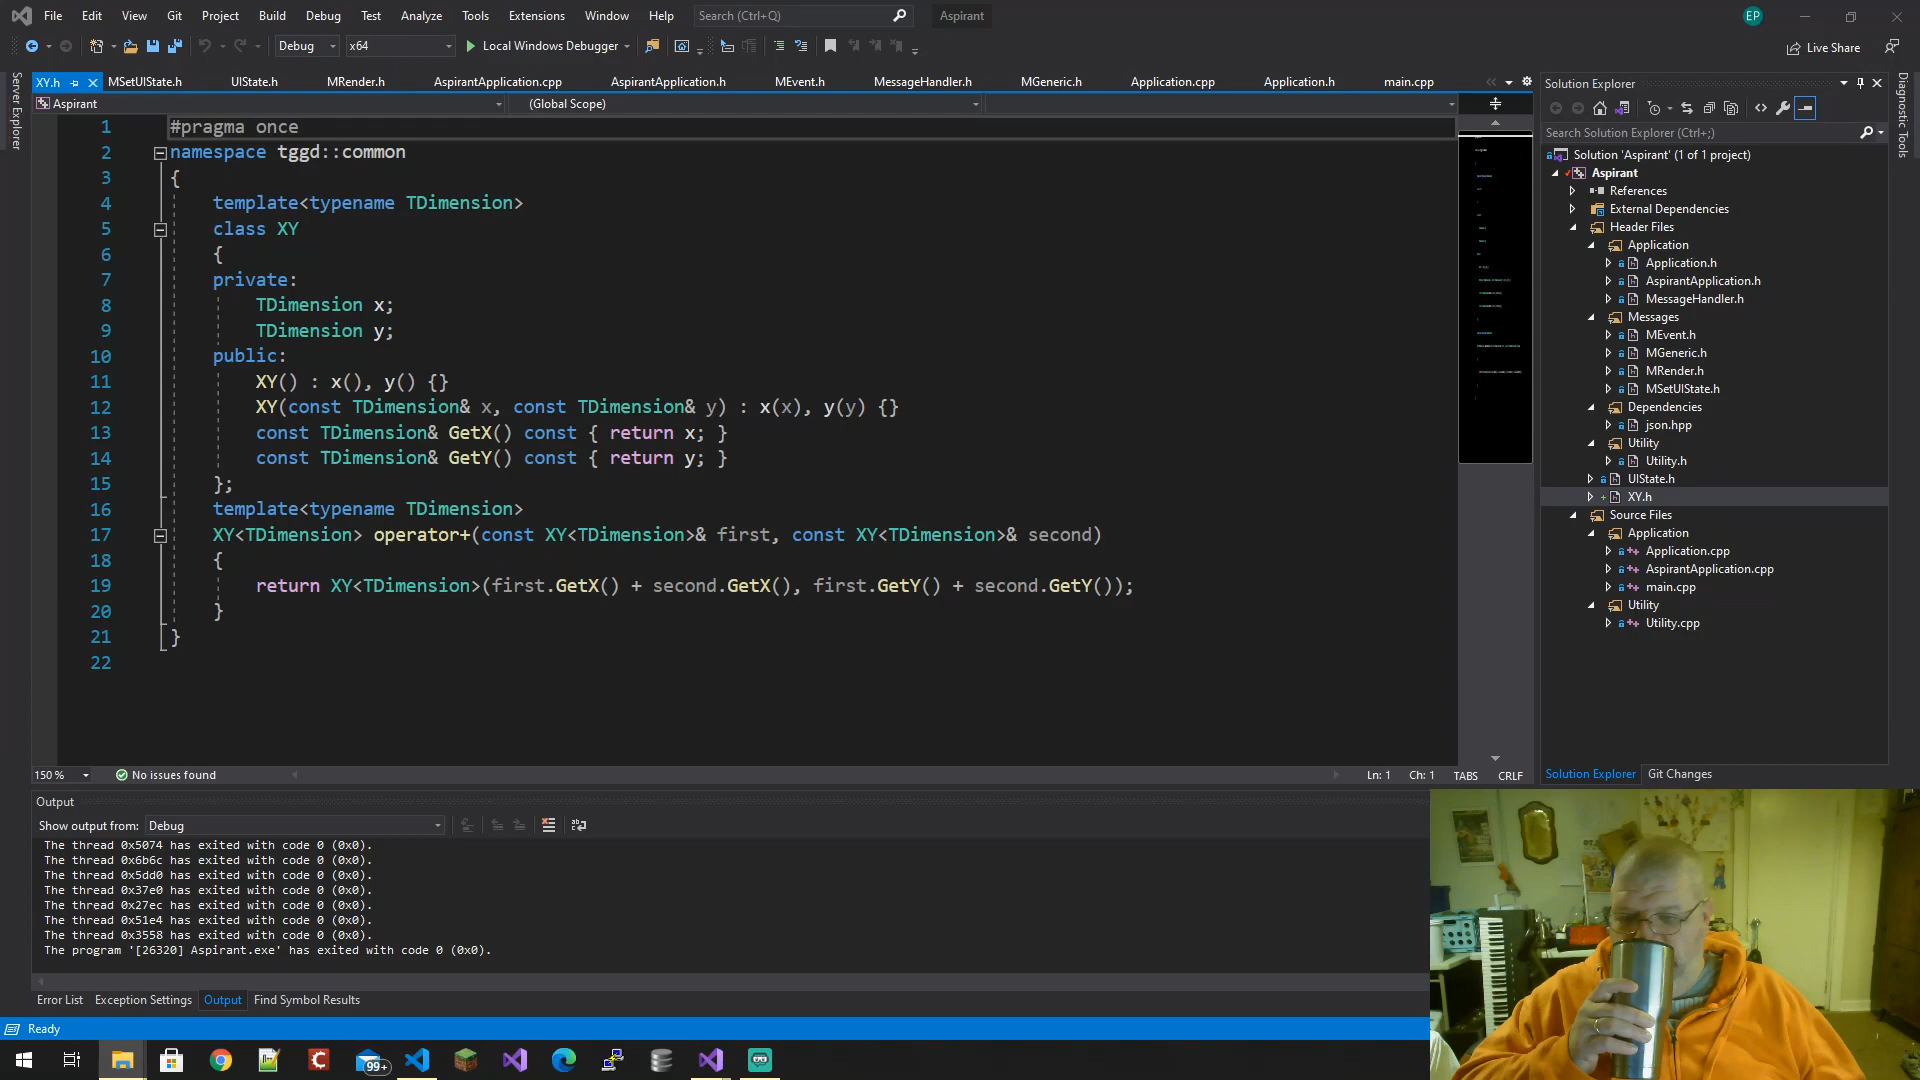 File Edit View Git Project Build Debug Test Analyze Tools Extensions Window Help Search (Ctrl+Q) Aspirant EP
Debug x64 Local Windows Debugger Live Share
XY.h MSetUIState.h UIState.h MRender.h AspirantApplication.cpp AspirantApplication.h MEvent.h MessageHandler.h MGeneric.h Application.cpp Application.h main.cpp
Aspirant (Global Scope)
Server Explorer
1 #pragma once
2 namespace tggd::common
3 {
4 template<typename TDimension>
5 class XY
6 {
7 private:
8 TDimension x;
9 TDimension y;
10 public:
11 XY() : x(), y() {}
12 XY(const TDimension& x, const TDimension& y) : x(x), y(y) {}
13 const TDimension& GetX() const { return x; }
14 const TDimension& GetY() const { return y; }
15 };
16 template<typename TDimension>
17 XY<TDimension> operator+(const XY<TDimension>& first, const XY<TDimension>& second)
18 {
19 return XY<TDimension>(first.GetX() + second.GetX(), first.GetY() + second.GetY());
20 }
21 }
22
150 % No issues found Ln: 1 Ch: 1 TABS CRLF
Solution Explorer
Search Solution Explorer (Ctrl+;)
Solution 'Aspirant' (1 of 1 project)
Aspirant
References
External Dependencies
Header Files
Application
Application.h
AspirantApplication.h
MessageHandler.h
Messages
MEvent.h
MGeneric.h
MRender.h
MSetUIState.h
Dependencies
json.hpp
Utility
Utility.h
UIState.h
XY.h
Source Files
Application
Application.cpp
AspirantApplication.cpp
main.cpp
Utility
Utility.cpp
Solution Explorer Git Changes
Diagnostic Tools
Output
Show output from: Debug
The thread 0x5074 has exited with code 0 (0x0).
The thread 0x6b6c has exited with code 0 (0x0).
The thread 0x5dd0 has exited with code 0 (0x0).
The thread 0x37e0 has exited with code 0 (0x0).
The thread 0x27ec has exited with code 0 (0x0).
The thread 0x51e4 has exited with code 0 (0x0).
The thread 0x3558 has exited with code 0 (0x0).
The program '[26320] Aspirant.exe' has exited with code 0 (0x0).
Error List Exception Settings Output Find Symbol Results
Ready
99+